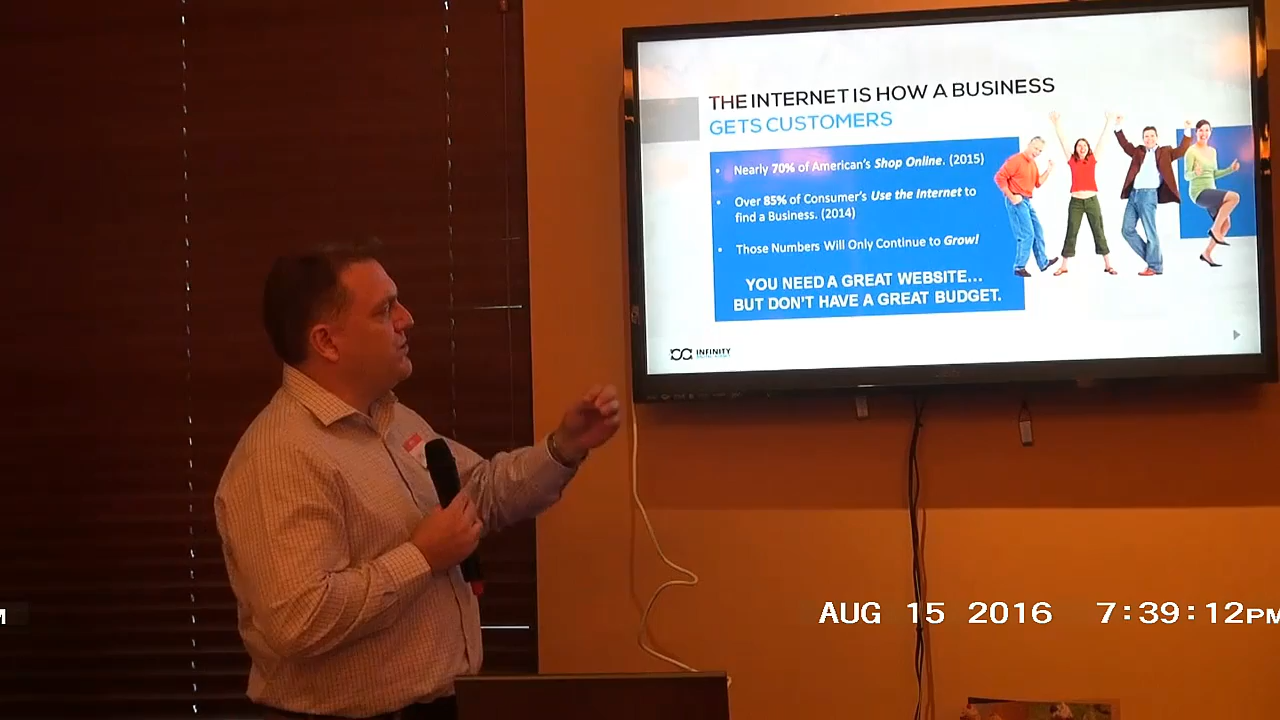 THE INTERNET IS HOW A BUSINESS
GETS CUSTOMERS
• Nearly 70% of American's Shop Online. (2015)
• Over 85% of Consumer's Use the Internet to
find a Business. (2014)
• Those Numbers Will Only Continue to Grow!
YOU NEED A GREAT WEBSITE...
BUT DON'T HAVE A GREAT BUDGET.
INFINITY
M
AUG 15 2016 7:39:12PM